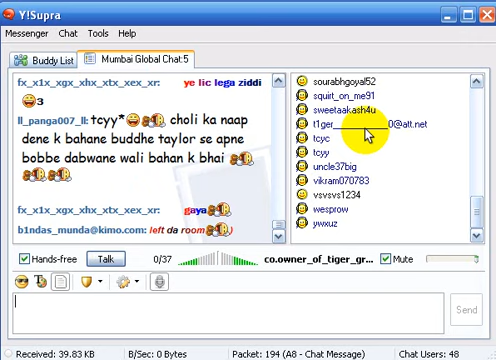 Y!Supra
Messenger Chat Tools Help
Buddy List Mumbai Global Chat:5
fx_x1x_xgx_xhx_xtx_xex_xr: ye lic lega ziddi
3
ll_panga007_ll: tcyy* choli ka naap
dene k bahane buddhe taylor se apne
bobbe dabwane wali bahan k bhai
fx_x1x_xgx_xhx_xtx_xex_xr: gaya
b1ndas_munda@kimo.com: left da room )
sourabhgoyal52
squirt_on_me91
sweetaakash4u
t1ger__________0@att.net
tcyc
tcyy
uncle37big
vikram070783
vsvsvs1234
wesprow
ywxuz
Hands-free Talk 0/37 co.owner_of_tiger_gr... Mute
Send
Received: 39.83 KB B/Sec: 0 Bytes Packet: 194 (A8 - Chat Message) Chat Users: 48